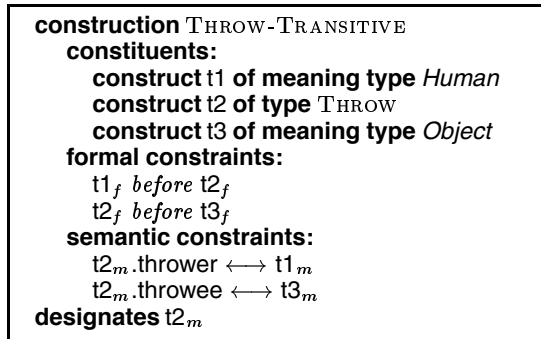 construction THROW-TRANSITIVE
constituents:
construct t1 of meaning type Human
construct t2 of type THROW
construct t3 of meaning type Object
formal constraints:
t1f before t2f
t2f before t3f
semantic constraints:
t2m.thrower ⟷ t1m
t2m.throwee ⟷ t3m
designates t2m